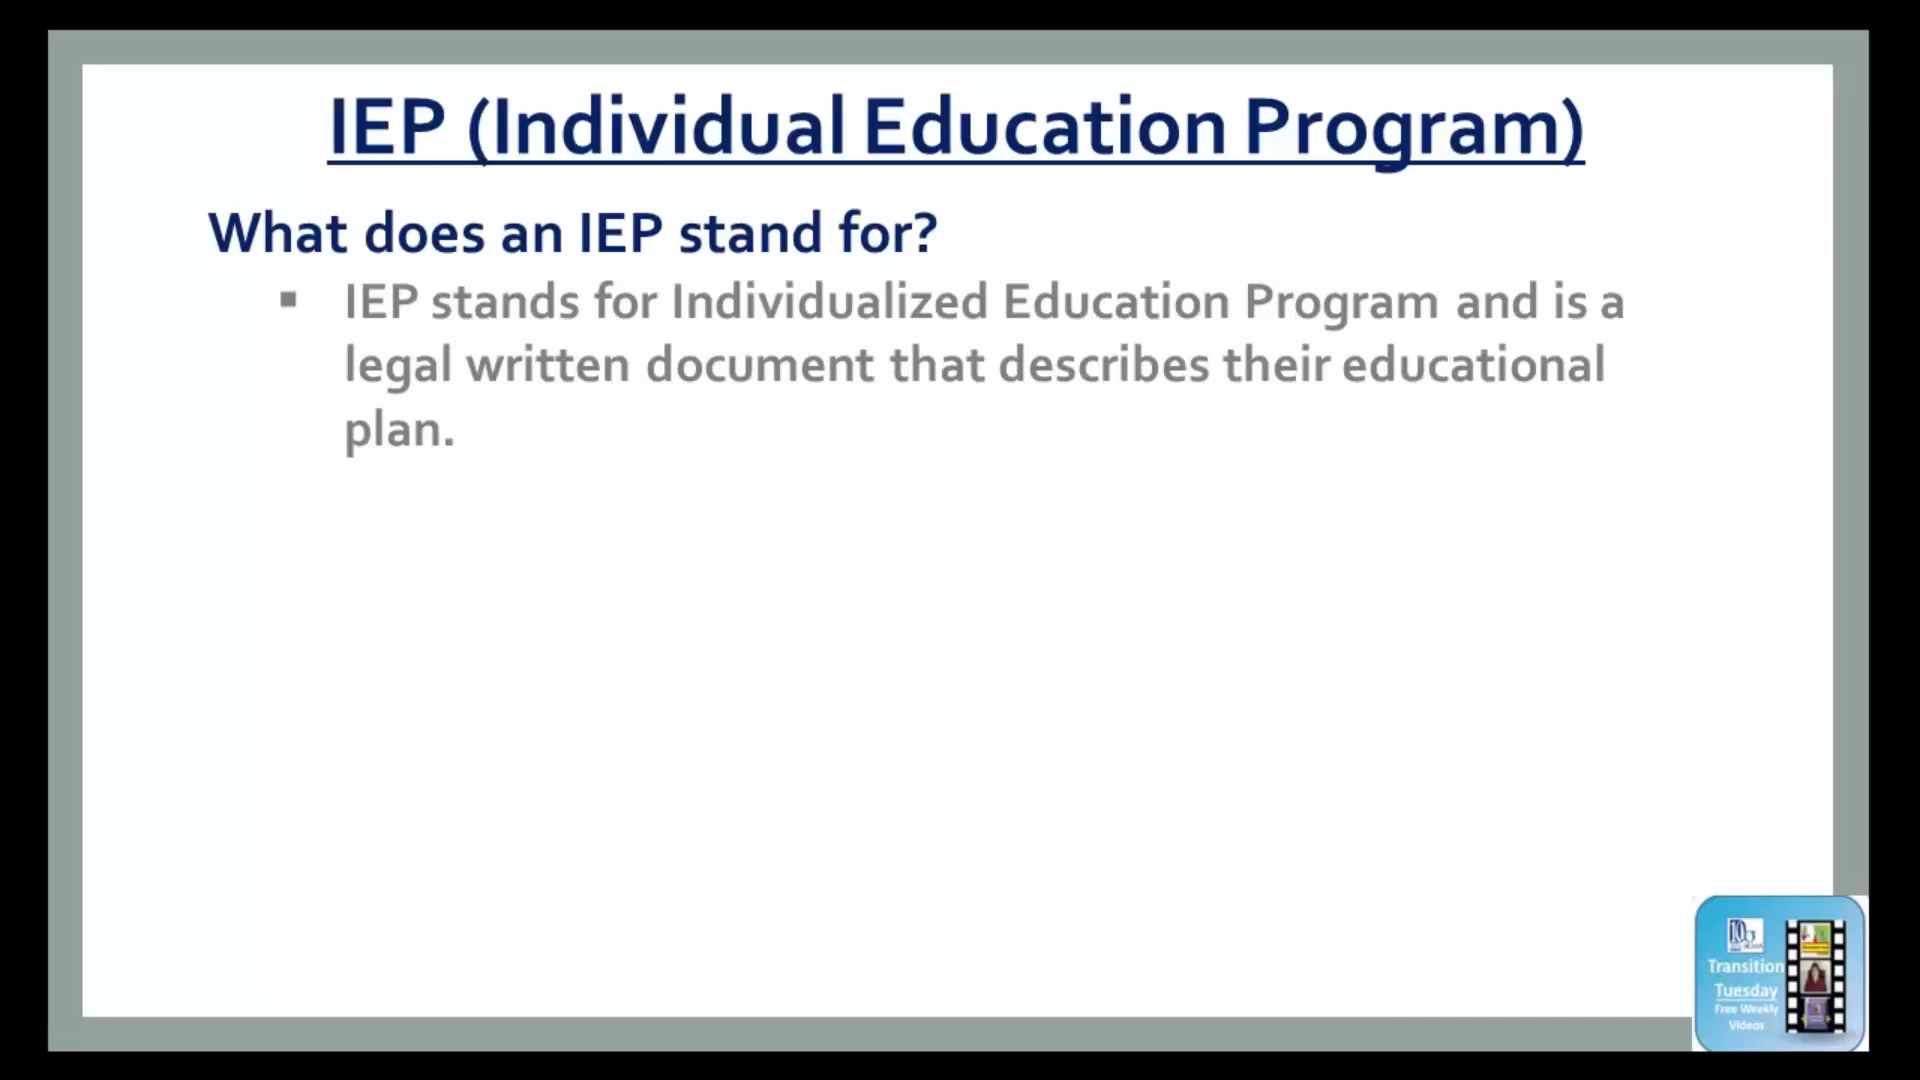 IEP (Individual Education Program)
What does an IEP stand for?
▪ IEP stands for Individualized Education Program and is a
legal written document that describes their educational
plan.
Transition
Tuesday
Free Weekly
Videos